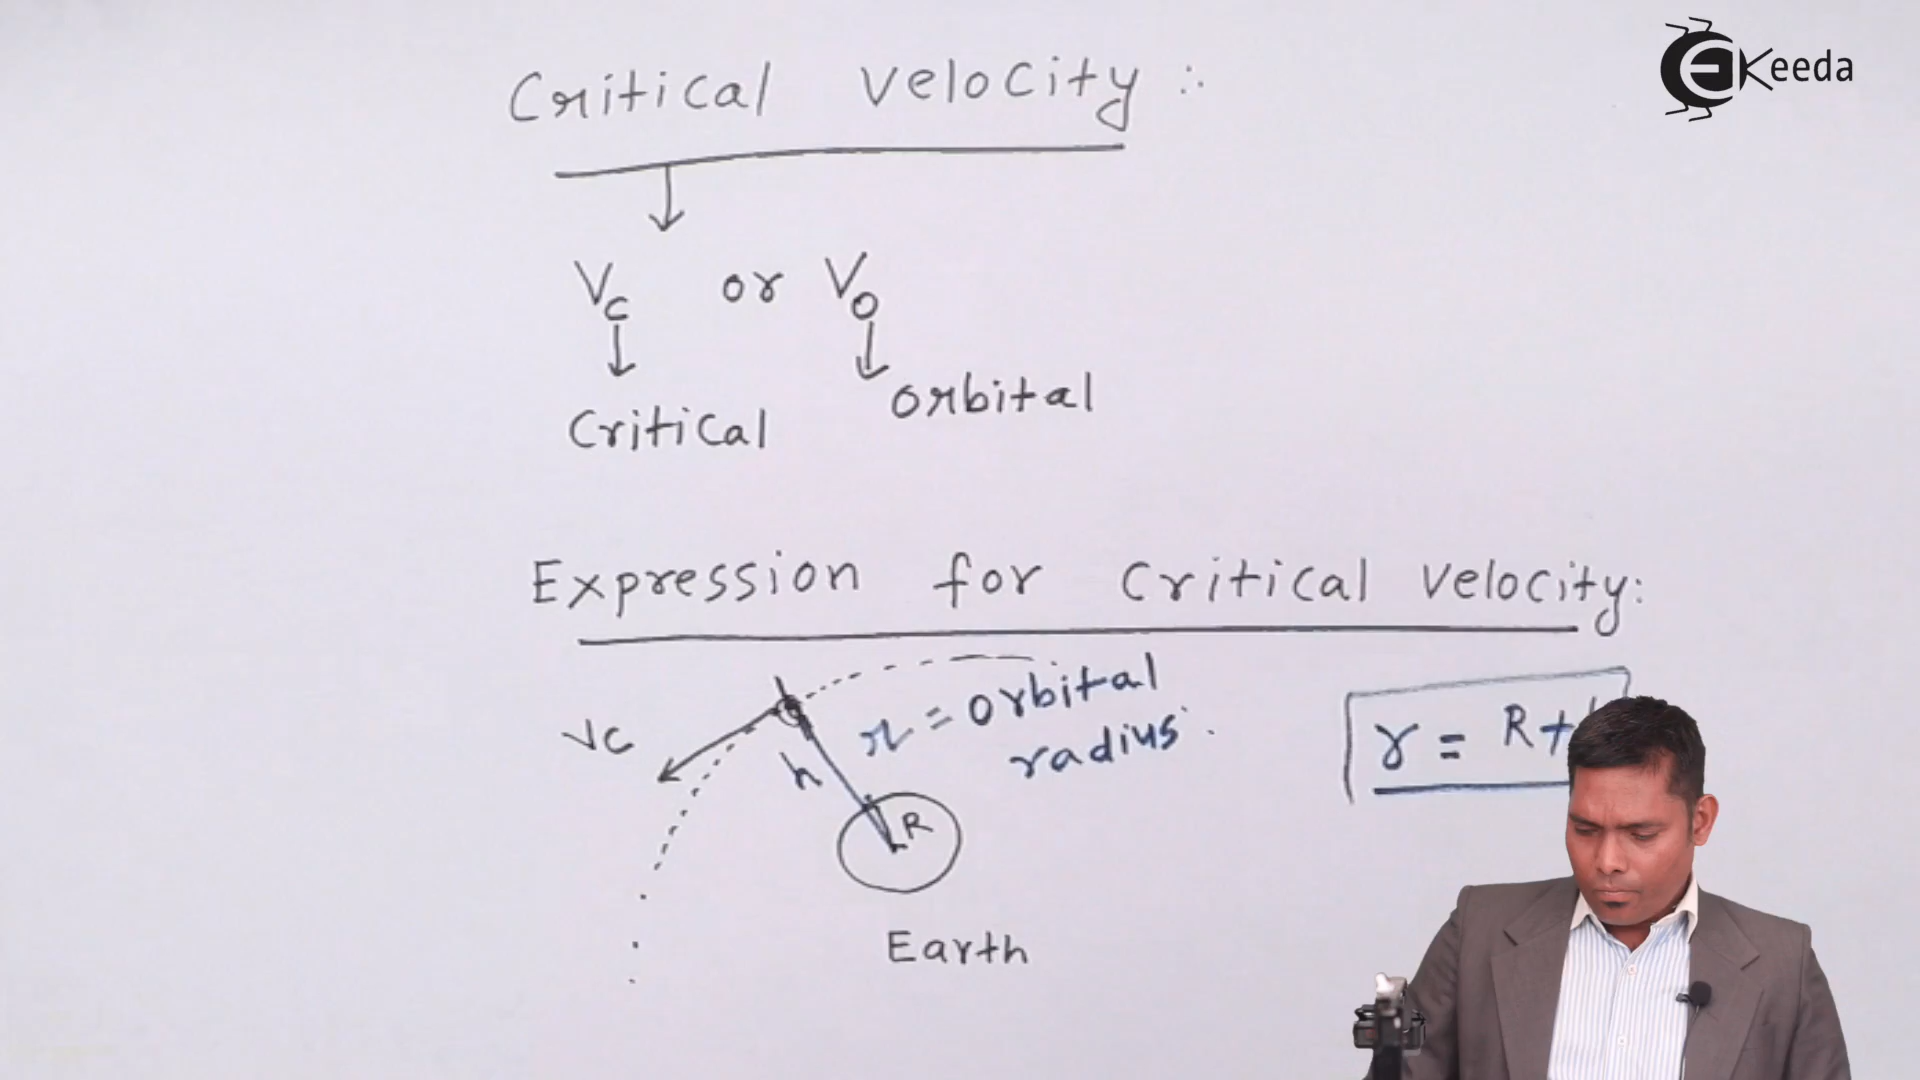 EKeeda
Critical velocity :
Vc or Vo
Critical orbital
Expression for Critical velocity:
Vc
h
r = orbital
radius
r = R+
R
Earth